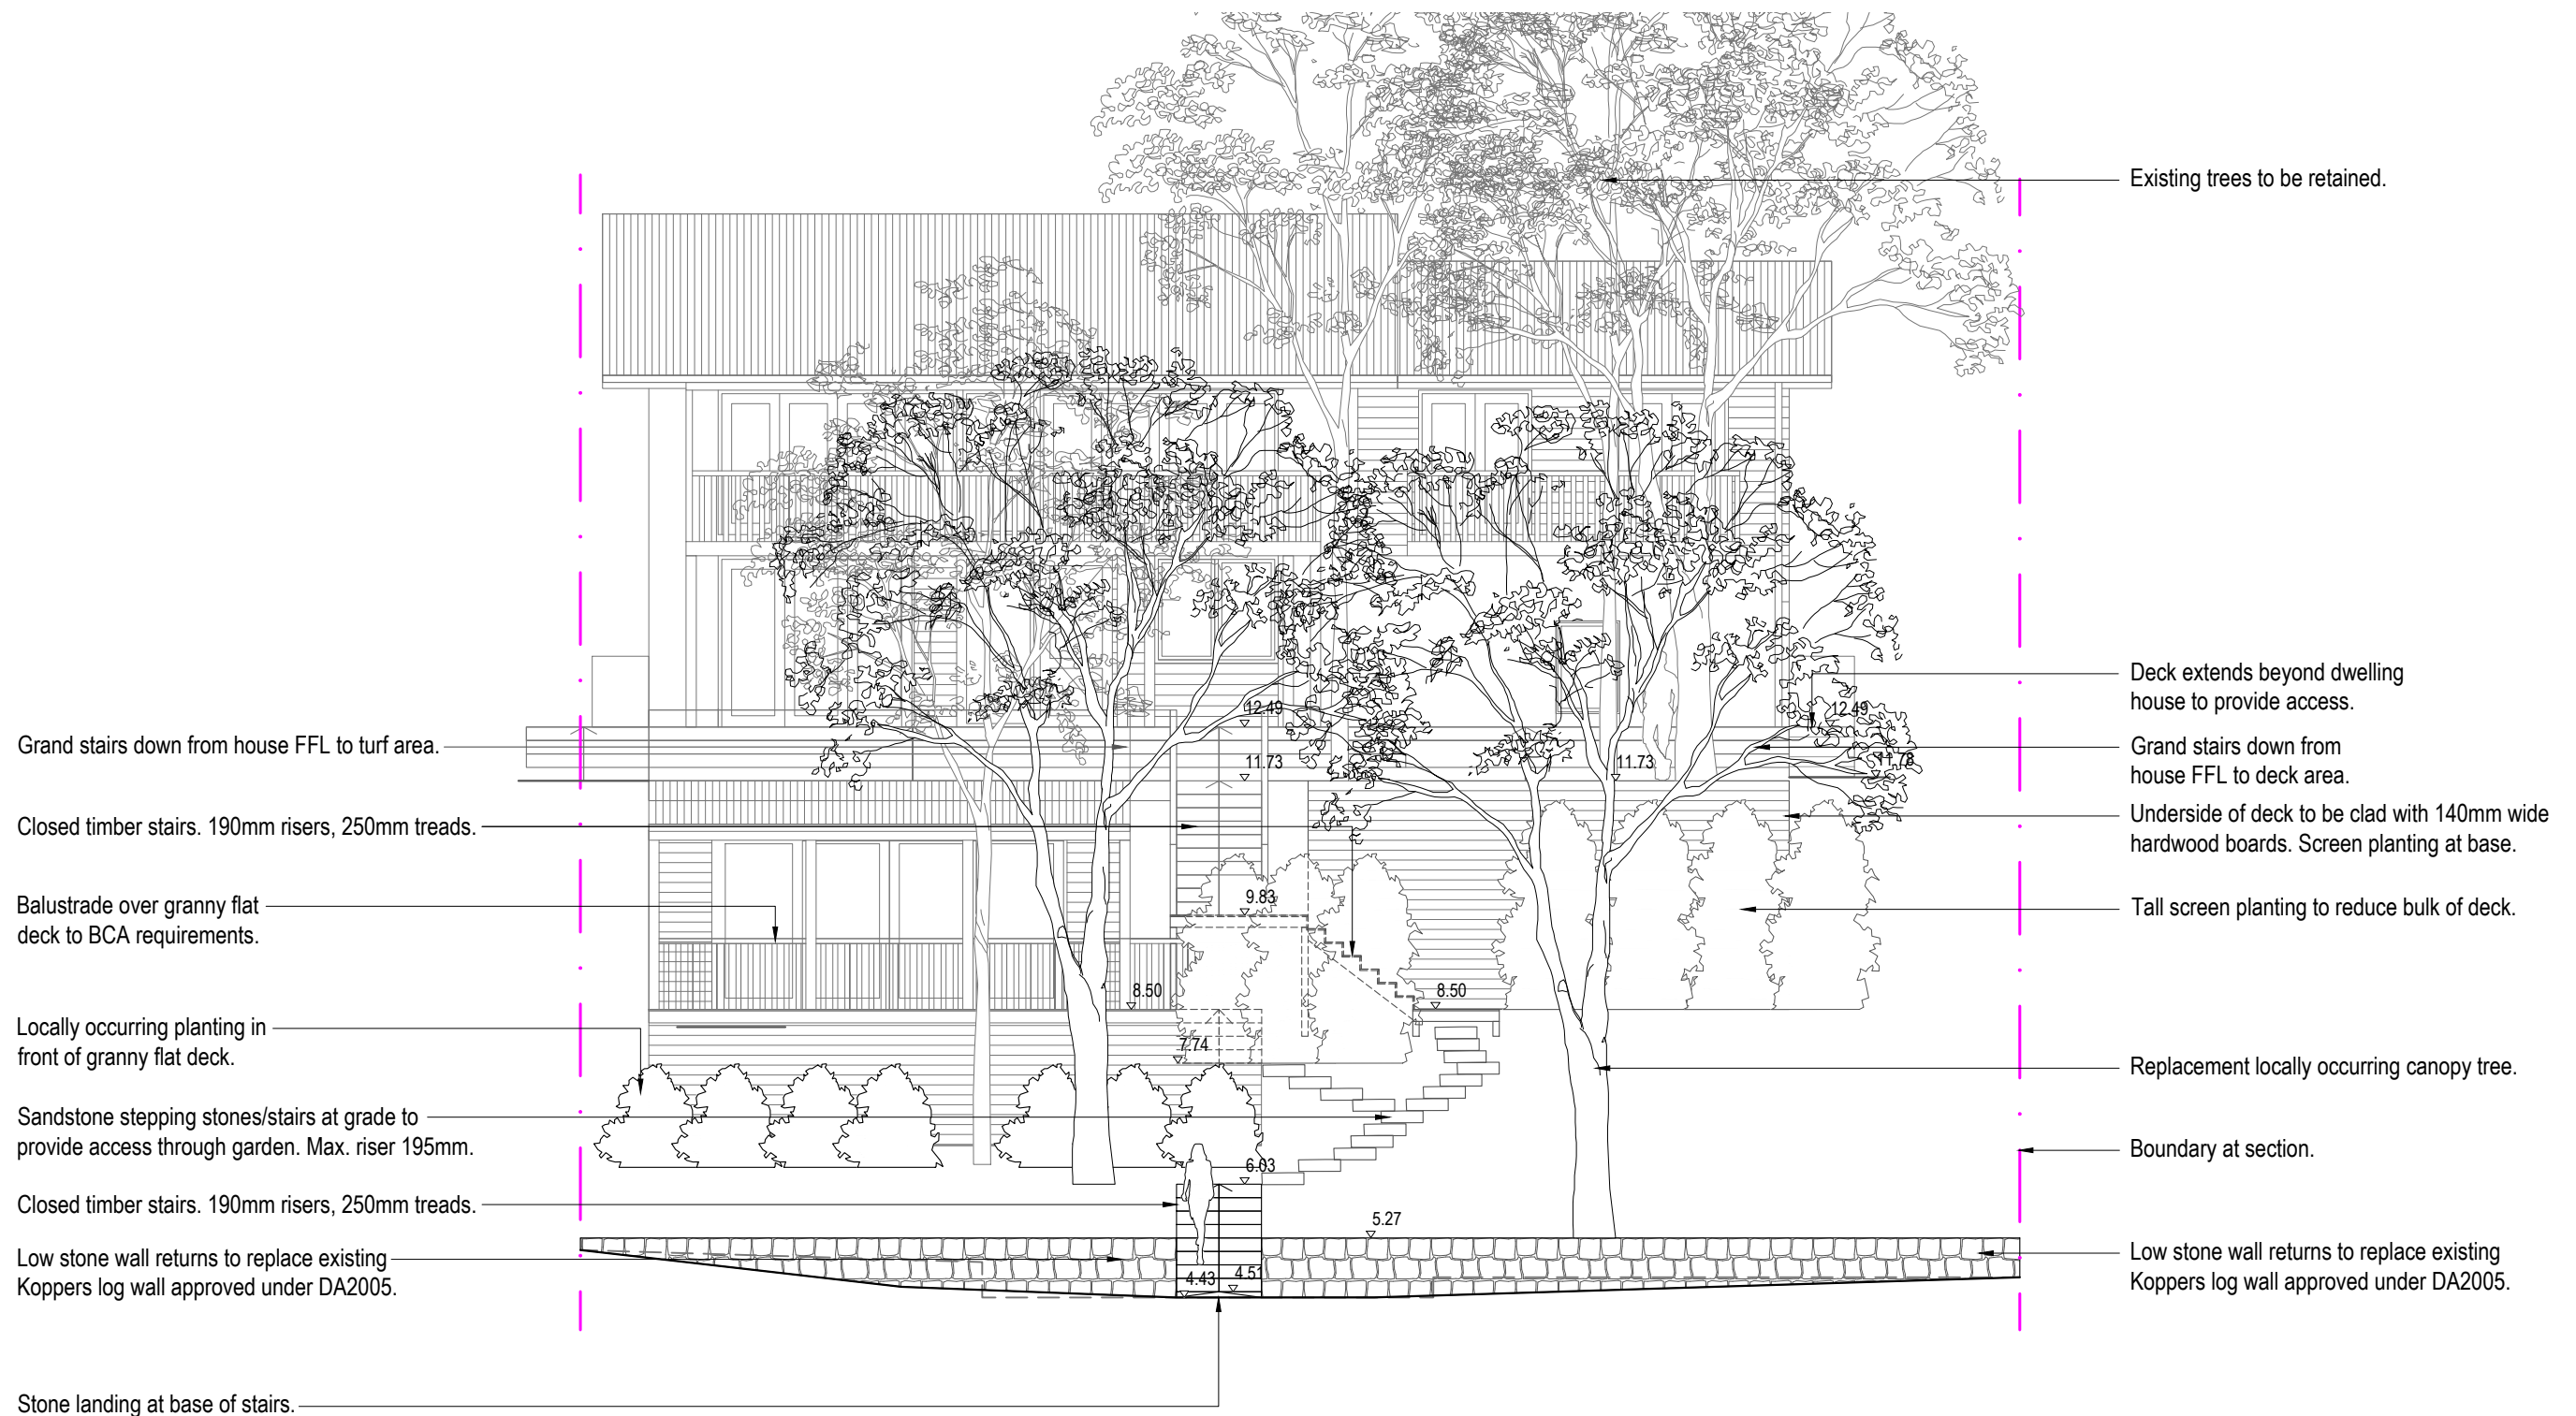 Existing trees to be retained.
Deck extends beyond dwelling
house to provide access.
12.49
12.49
Grand stairs down from house FFL to turf area.
Grand stairs down from
house FFL to deck area.
11.73
11.73
11.78
Closed timber stairs. 190mm risers, 250mm treads.
Underside of deck to be clad with 140mm wide
hardwood boards. Screen planting at base.
Balustrade over granny flat
deck to BCA requirements.
9.83
Tall screen planting to reduce bulk of deck.
8.50
8.50
Locally occurring planting in
front of granny flat deck.
7.74
Replacement locally occurring canopy tree.
Sandstone stepping stones/stairs at grade to
provide access through garden. Max. riser 195mm.
Boundary at section.
6.03
Closed timber stairs. 190mm risers, 250mm treads.
5.27
Low stone wall returns to replace existing
Koppers log wall approved under DA2005.
4.43
4.51
Low stone wall returns to replace existing
Koppers log wall approved under DA2005.
Stone landing at base of stairs.